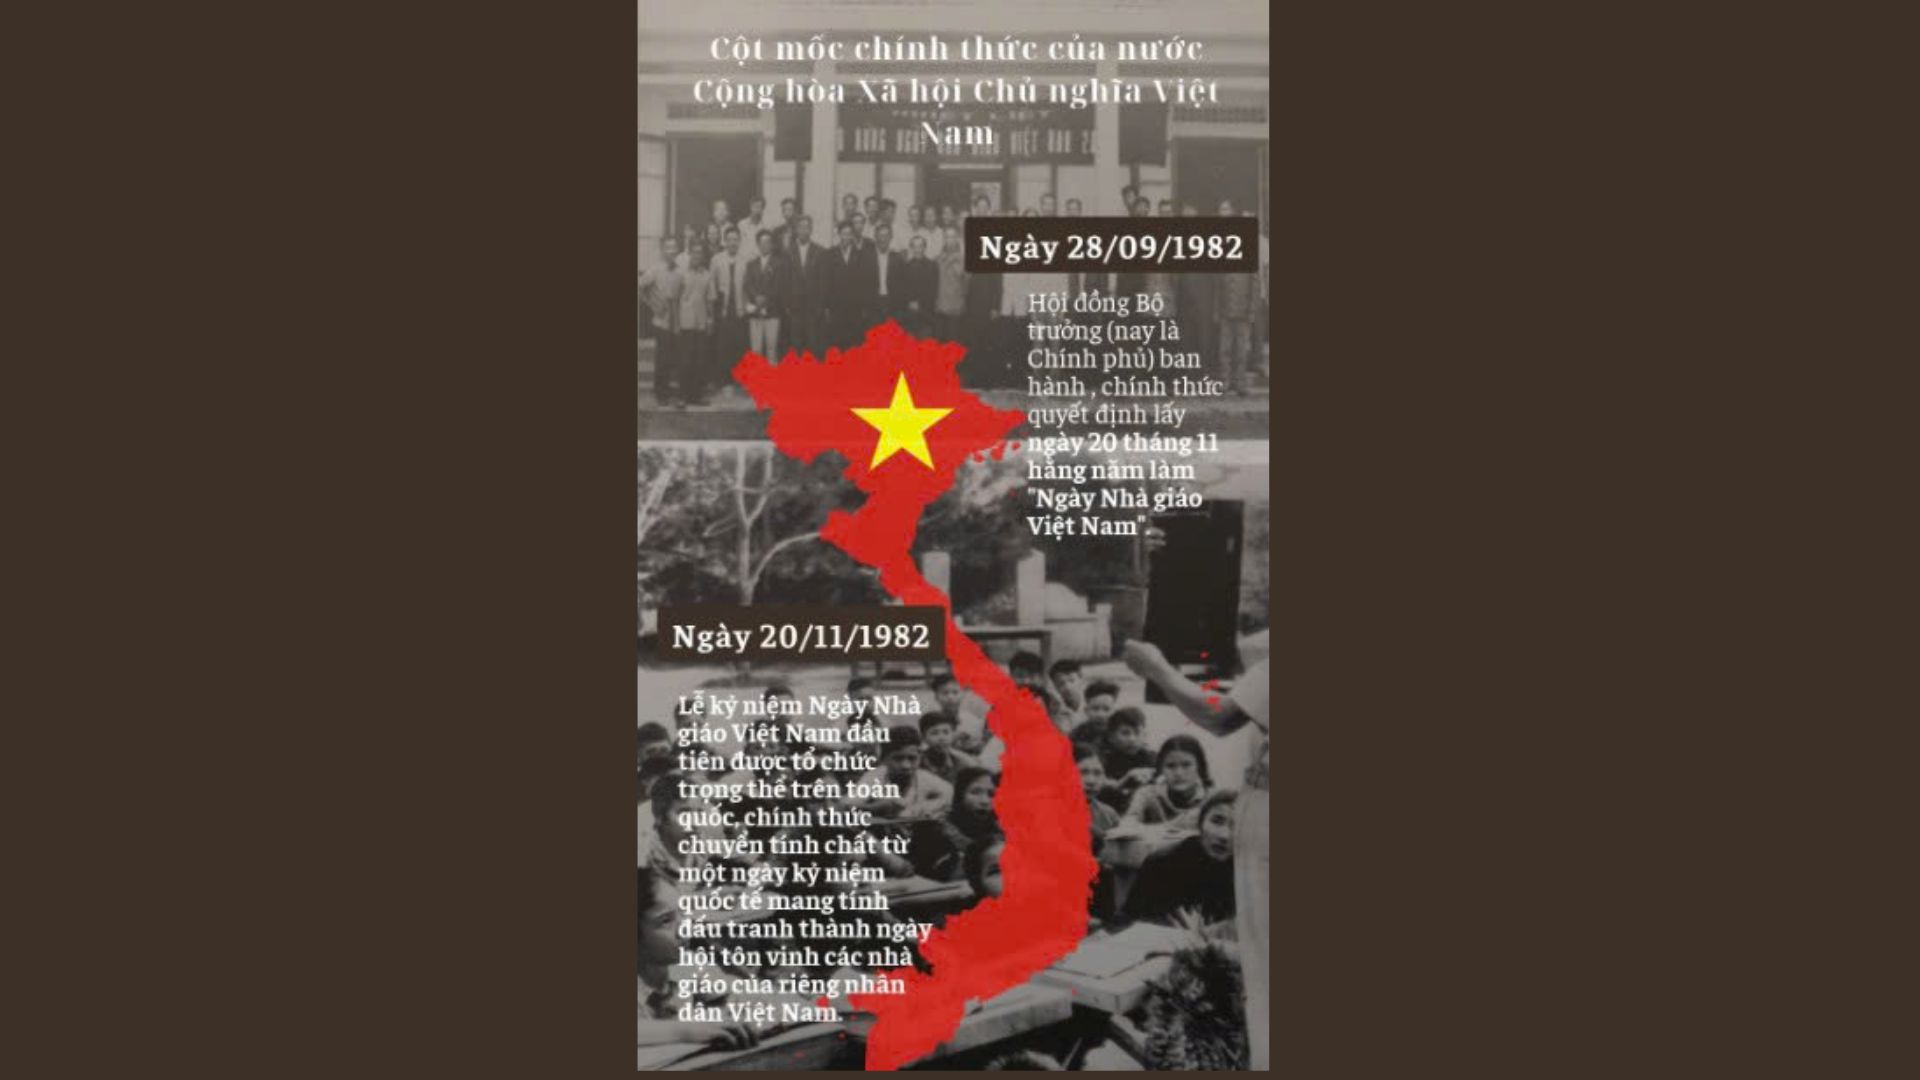 Cột mốc chính thức của nước
Cộng hòa Xã hội Chủ nghĩa Việt
Nam
Ngày 28/09/1982
Hội đồng Bộ
trưởng (nay là
Chính phủ) ban
hành , chính thức
quyết định lấy
ngày 20 tháng 11
hằng năm làm
"Ngày Nhà giáo
Việt Nam".
Ngày 20/11/1982
Lễ kỷ niệm Ngày Nhà
giáo Việt Nam đầu
tiên được tổ chức
trọng thể trên toàn
quốc, chính thức
chuyển tính chất từ
một ngày kỷ niệm
quốc tế mang tính
đấu tranh thành ngày
hội tôn vinh các nhà
giáo của riêng nhân
dân Việt Nam.